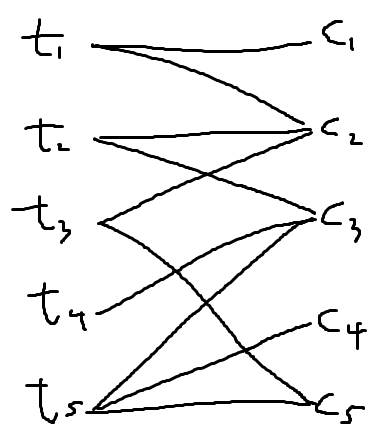 t₁ c₁
t₂ c₂
t₃ c₃
t₄ c₄
t₅ c₅